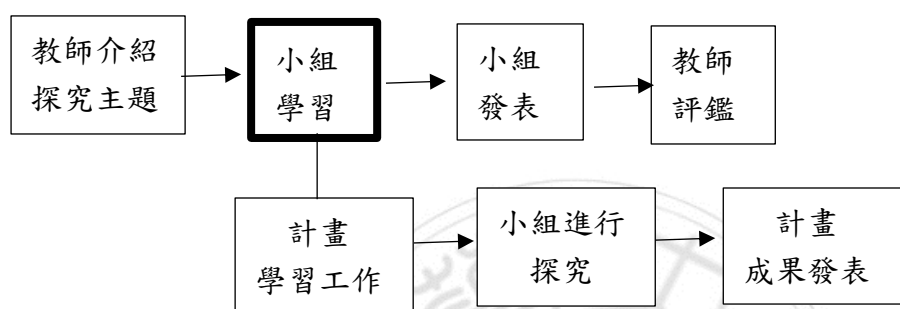 教師介紹
探究主題
小組
學習
小組
發表
教師
評鑑
計畫
學習工作
小組進行
探究
計畫
成果發表